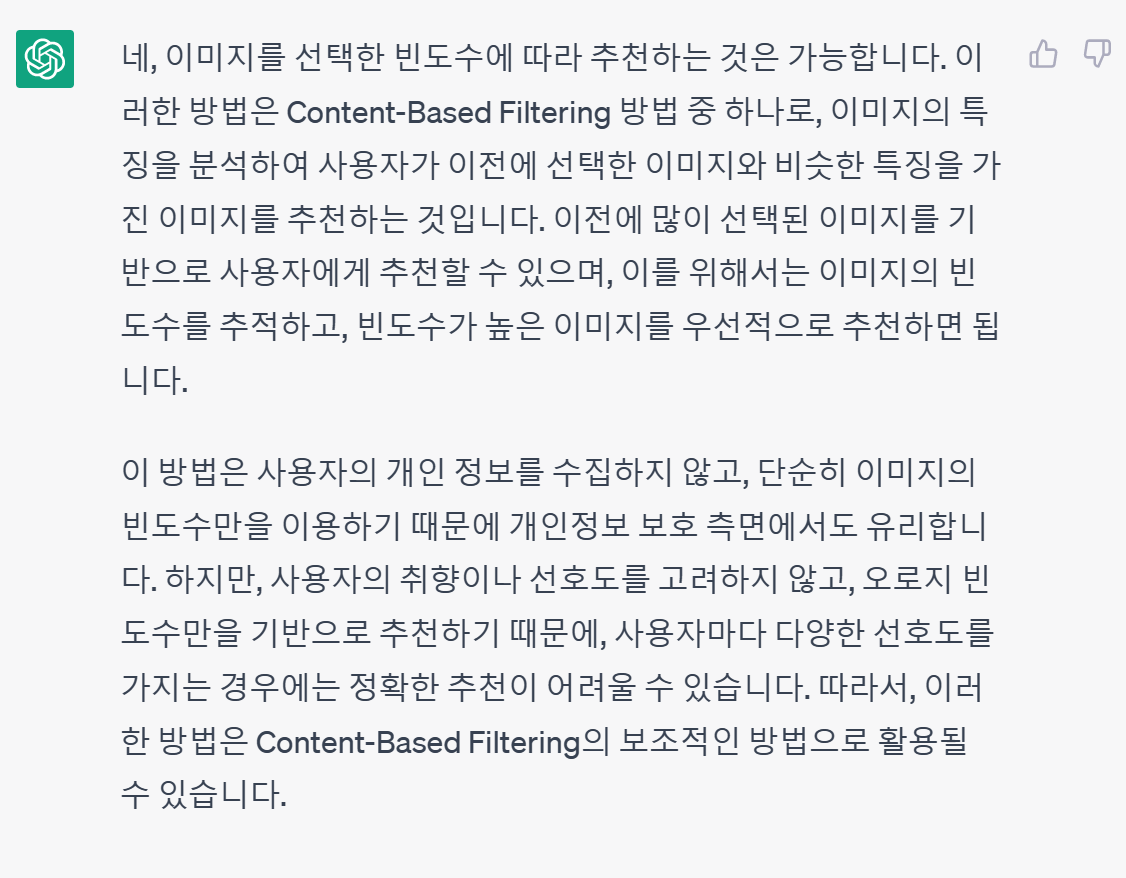 네, 이미지를 선택한 빈도수에 따라 추천하는 것은 가능합니다. 이
러한 방법은 Content-Based Filtering 방법 중 하나로, 이미지의 특
징을 분석하여 사용자가 이전에 선택한 이미지와 비슷한 특징을 가
진 이미지를 추천하는 것입니다. 이전에 많이 선택된 이미지를 기
반으로 사용자에게 추천할 수 있으며, 이를 위해서는 이미지의 빈
도수를 추적하고, 빈도수가 높은 이미지를 우선적으로 추천하면 됩
니다.
이 방법은 사용자의 개인 정보를 수집하지 않고, 단순히 이미지의
빈도수만을 이용하기 때문에 개인정보 보호 측면에서도 유리합니
다. 하지만, 사용자의 취향이나 선호도를 고려하지 않고, 오로지 빈
도수만을 기반으로 추천하기 때문에, 사용자마다 다양한 선호도를
가지는 경우에는 정확한 추천이 어려울 수 있습니다. 따라서, 이러
한 방법은 Content-Based Filtering의 보조적인 방법으로 활용될
수 있습니다.